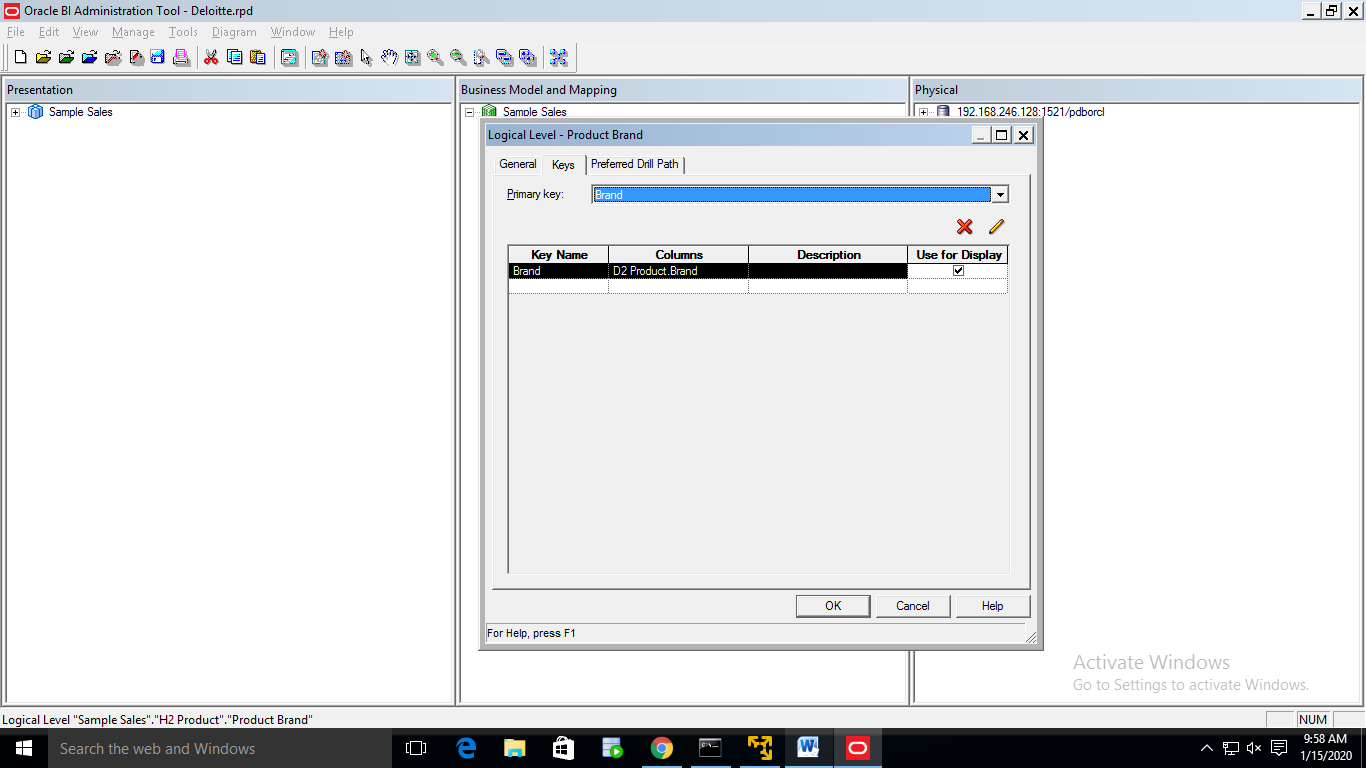 Oracle BI Administration Tool - Deloitte.rpd
File Edit View Manage Tools Diagram Window Help
Presentation
Business Model and Mapping
Physical
Sample Sales
Sample Sales
192.168.246.128:1521/pdborcl
Logical Level - Product Brand
General Keys Preferred Drill Path
Primary key: Brand
Key Name Columns Description Use for Display
Brand D2 Product.Brand
OK Cancel Help
For Help, press F1
Activate Windows
Go to Settings to activate Windows.
Logical Level "Sample Sales"."H2 Product"."Product Brand"
NUM
Search the web and Windows
9:58 AM
1/15/2020